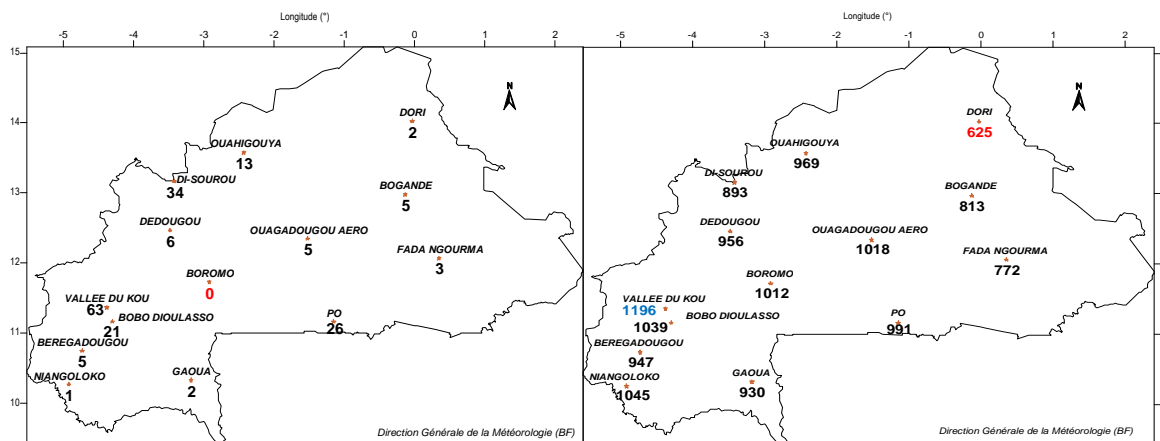 Longitude (°)
-5 -4 -3 -2 -1 0 1 2
15
14
13
12
11
10
N
DORI
2
OUAHIGOUYA
13
DI-SOUROU
34
BOGANDE
5
DEDOUGOU
6
OUAGADOUGOU AERO
5
FADA NGOURMA
3
BOROMO
0
VALLEE DU KOU
63
BOBO DIOULASSO
21
PO
26
BEREGADOUGOU
5
NIANGOLOKO
1
GAOUA
2
Direction Générale de la Météorologie (BF)
Longitude (°)
-5 -4 -3 -2 -1 0 1 2
N
DORI
625
OUAHIGOUYA
969
DI-SOUROU
893
BOGANDE
813
DEDOUGOU
956
OUAGADOUGOU AERO
1018
FADA NGOURMA
772
BOROMO
1012
VALLEE DU KOU
1196
BOBO DIOULASSO
1039
PO
991
BEREGADOUGOU
947
NIANGOLOKO
1045
GAOUA
930
Direction Générale de la Météorologie (BF)